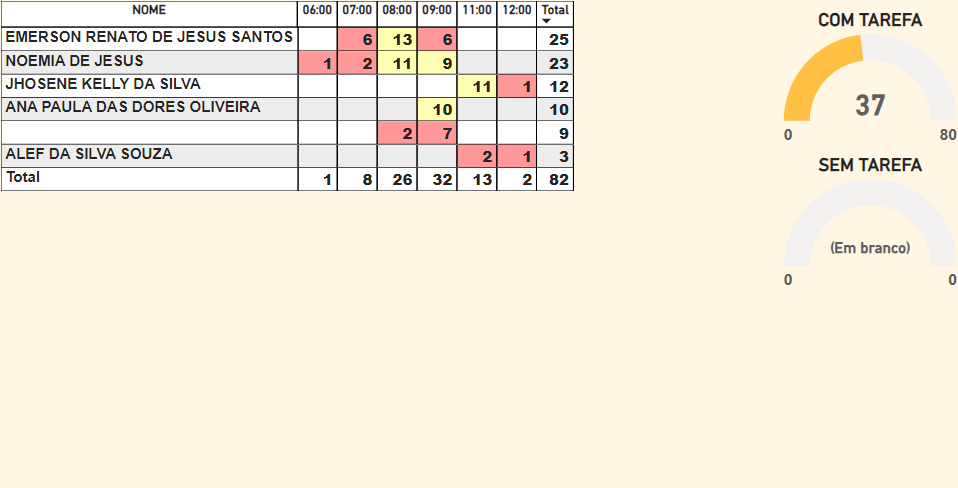 NOME 06:00 07:00 08:00 09:00 11:00 12:00 Total
EMERSON RENATO DE JESUS SANTOS 6 13 6 25
NOEMIA DE JESUS 1 2 11 9 23
JHOSENE KELLY DA SILVA 11 1 12
ANA PAULA DAS DORES OLIVEIRA 10 10
2 7 9
ALEF DA SILVA SOUZA 2 1 3
Total 1 8 26 32 13 2 82
COM TAREFA
37
0 80
SEM TAREFA
(Em branco)
0 0